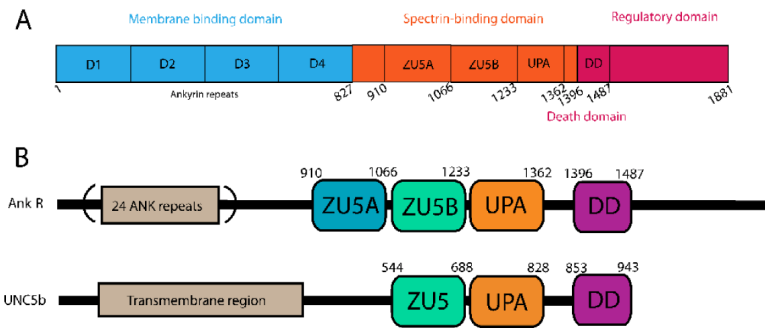 A
Membrane binding domain Spectrin-binding domain Regulatory domain
D1 D2 D3 D4 ZU5A ZU5B UPA DD
1 Ankyrin repeats 827 910 1066 1233 1362 1396 1487 1881
Death domain
B
910 1066 1233 1362 1396 1487
Ank R ( 24 ANK repeats ) ZU5A ZU5B UPA DD
544 688 828 853 943
UNC5b Transmembrane region ZU5 UPA DD